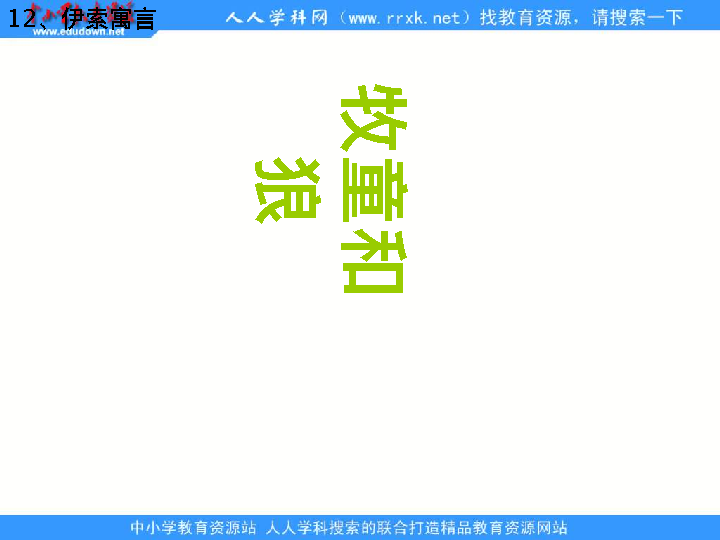 12、伊索寓言
www.edudown.net
人人学科网（www.rrxk.net）找教育资源，请搜索一下
牧童和
狼
中小学教育资源站 人人学科搜索的联合打造精品教育资源网站